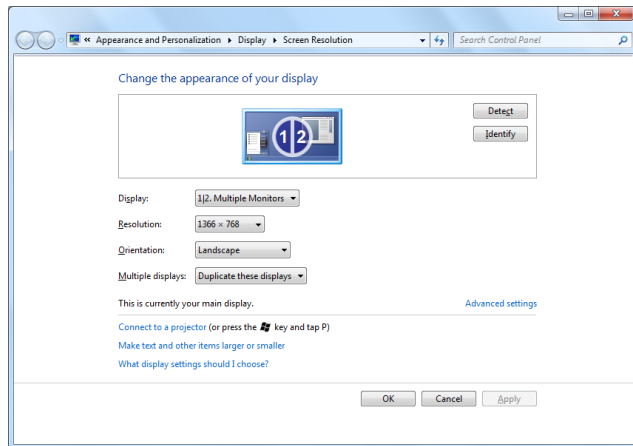 « Appearance and Personalization ▸ Display ▸ Screen Resolution
Search Control Panel
Change the appearance of your display
1|2
Detect
Identify
Display: 1|2. Multiple Monitors
Resolution: 1366 × 768
Orientation: Landscape
Multiple displays: Duplicate these displays
This is currently your main display.
Advanced settings
Connect to a projector (or press the key and tap P)
Make text and other items larger or smaller
What display settings should I choose?
OK Cancel Apply